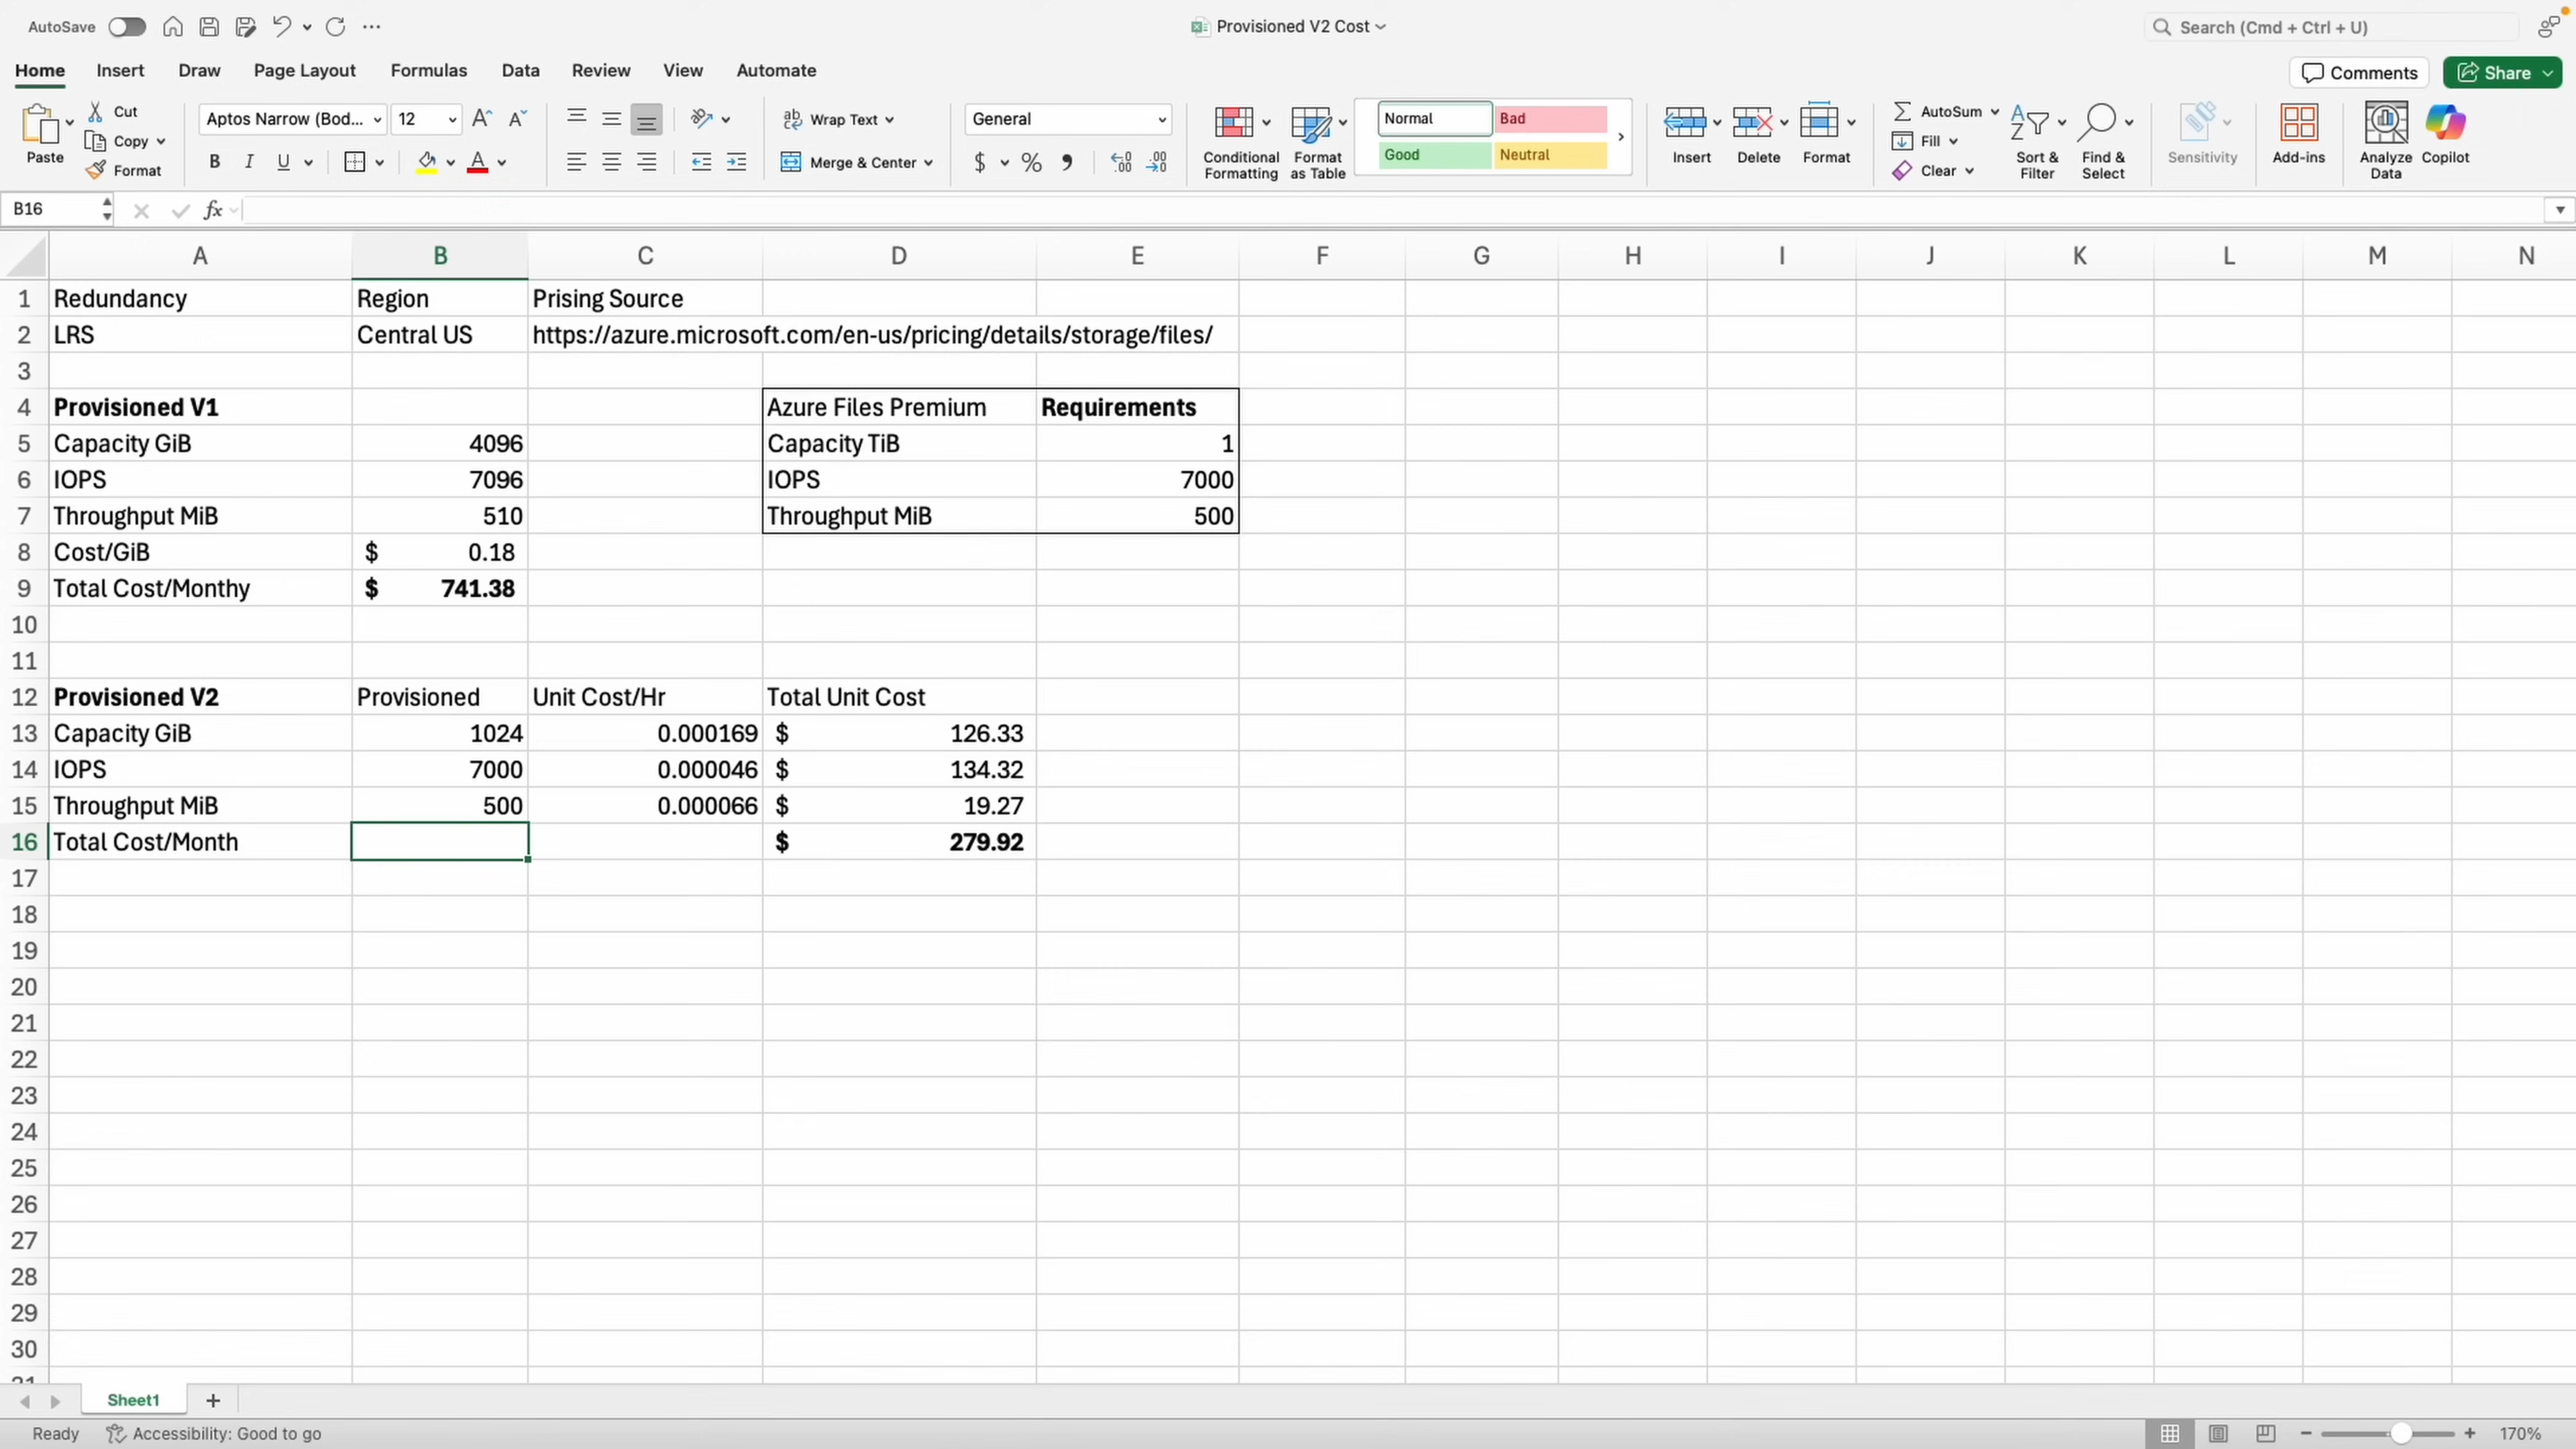 AutoSave
Provisioned V2 Cost
Search (Cmd + Ctrl + U)
Home Insert Draw Page Layout Formulas Data Review View Automate
Comments Share
Paste
Cut
Copy
Format
Aptos Narrow (Bod... 12
B I U
Wrap Text
Merge & Center
General
$ % 9
Conditional Formatting
Format as Table
Normal Bad
Good Neutral
Insert Delete Format
AutoSum
Fill
Clear
Sort & Filter
Find & Select
Sensitivity
Add-ins
Analyze Data
Copilot
B16 fx
A B C D E F G H I J K L M N
1 Redundancy Region Prising Source
2 LRS Central US https://azure.microsoft.com/en-us/pricing/details/storage/files/
3
4 Provisioned V1 Azure Files Premium Requirements
5 Capacity GiB 4096 Capacity TiB 1
6 IOPS 7096 IOPS 7000
7 Throughput MiB 510 Throughput MiB 500
8 Cost/GiB $ 0.18
9 Total Cost/Monthy $ 741.38
10
11
12 Provisioned V2 Provisioned Unit Cost/Hr Total Unit Cost
13 Capacity GiB 1024 0.000169 $ 126.33
14 IOPS 7000 0.000046 $ 134.32
15 Throughput MiB 500 0.000066 $ 19.27
16 Total Cost/Month $ 279.92
17
18
19
20
21
22
23
24
25
26
27
28
29
30
Sheet1 +
Ready Accessibility: Good to go
170%